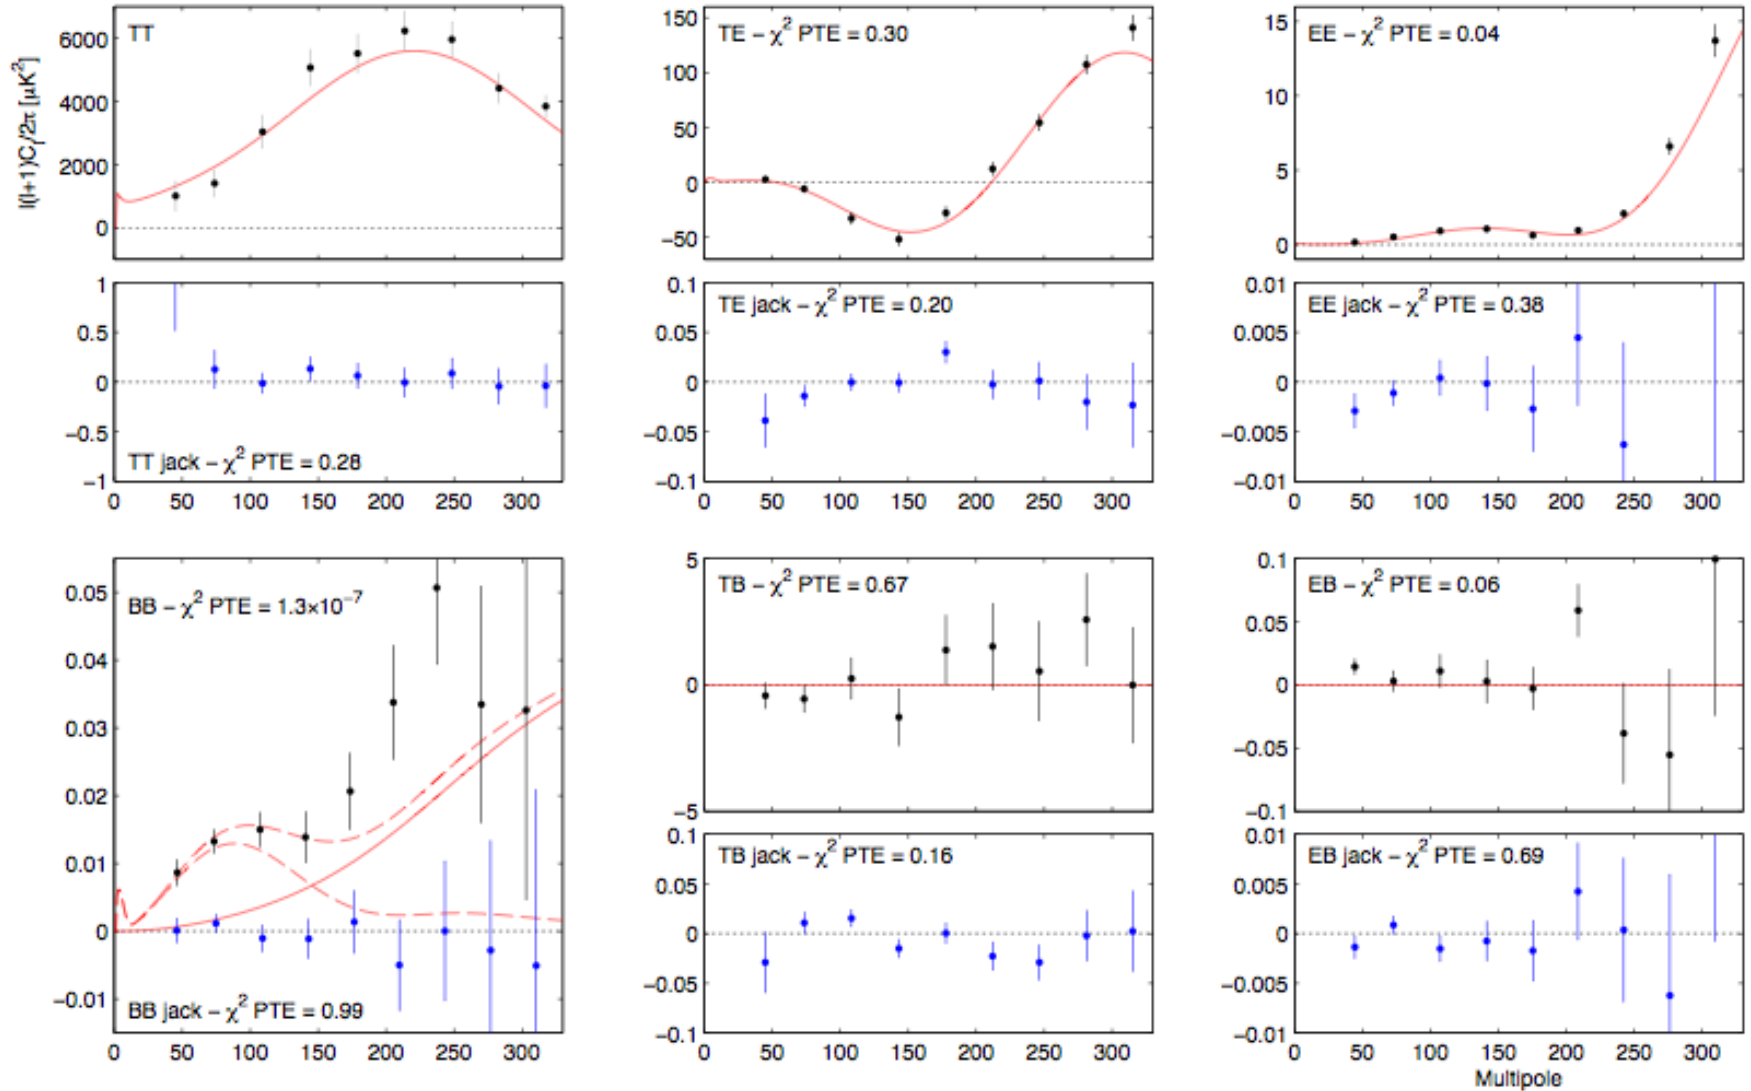 TT
TE − χ² PTE = 0.30
EE − χ² PTE = 0.04
l(l+1)Cₗ/2π [μK²]
6000
4000
2000
0
150
100
50
0
−50
15
10
5
0
TT jack − χ² PTE = 0.28
TE jack − χ² PTE = 0.20
EE jack − χ² PTE = 0.38
1
0.5
0
−0.5
−1
0.1
0.05
0
−0.05
−0.1
0.01
0.005
0
−0.005
−0.01
0 50 100 150 200 250 300
0 50 100 150 200 250 300
0 50 100 150 200 250 300
BB − χ² PTE = 1.3×10⁻⁷
TB − χ² PTE = 0.67
EB − χ² PTE = 0.06
0.05
0.04
0.03
0.02
0.01
0
−0.01
5
0
−5
0.1
0.05
0
−0.05
−0.1
BB jack − χ² PTE = 0.99
TB jack − χ² PTE = 0.16
EB jack − χ² PTE = 0.69
0.1
0.05
0
−0.05
−0.1
0.01
0.005
0
−0.005
−0.01
0 50 100 150 200 250 300
0 50 100 150 200 250 300
0 50 100 150 200 250 300
Multipole